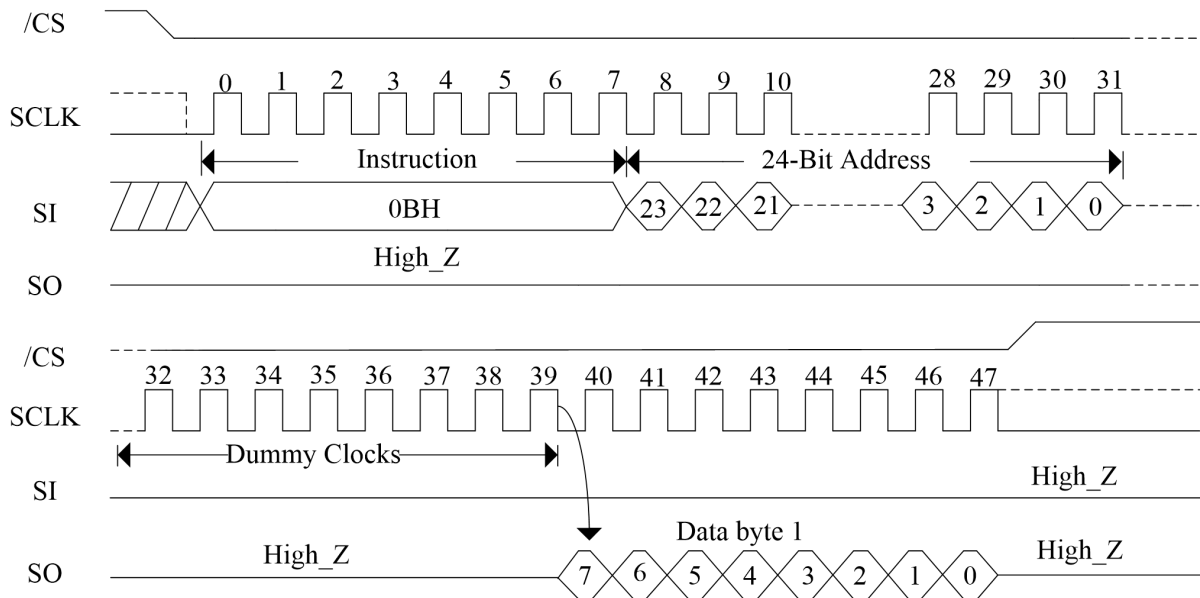 /CS
0 1 2 3 4 5 6 7 8 9 10 28 29 30 31
SCLK
Instruction 24-Bit Address
SI 0BH 23 22 21 3 2 1 0
High_Z
SO
/CS
32 33 34 35 36 37 38 39 40 41 42 43 44 45 46 47
SCLK
Dummy Clocks
SI High_Z
High_Z Data byte 1 High_Z
SO 7 6 5 4 3 2 1 0